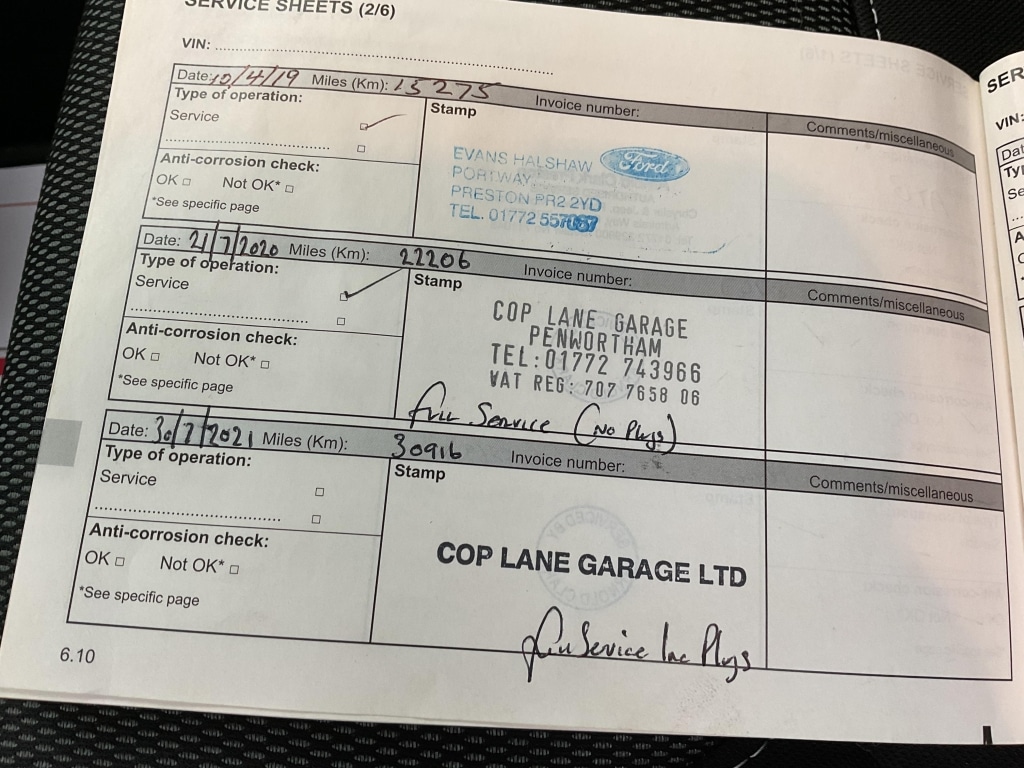 SERVICE SHEETS (2/6)
VIN: ........................................................
Date: 10/4/19 Miles (Km): 15275 Invoice number:
Type of operation:
Service
Stamp
Comments/miscellaneous
Anti-corrosion check:
OK □ Not OK* □
*See specific page
EVANS HALSHAW Ford
PORTWAY
PRESTON PR2 2YD
TEL. 01772 557687
Date: 21/7/2020 Miles (Km): 22206 Invoice number:
Type of operation:
Service
Stamp
Comments/miscellaneous
Anti-corrosion check:
OK □ Not OK* □
*See specific page
COP LANE GARAGE
PENWORTHAM
TEL:01772 743966
VAT REG: 707 7658 06
Full Service (No Plugs)
Date: 30/7/2021 Miles (Km): 30916 Invoice number:
Type of operation:
Service
Stamp
Comments/miscellaneous
Anti-corrosion check:
OK □ Not OK* □
*See specific page
COP LANE GARAGE LTD
Full Service Inc Plugs
6.10
SER
VIN:
Dat
Ty
Se